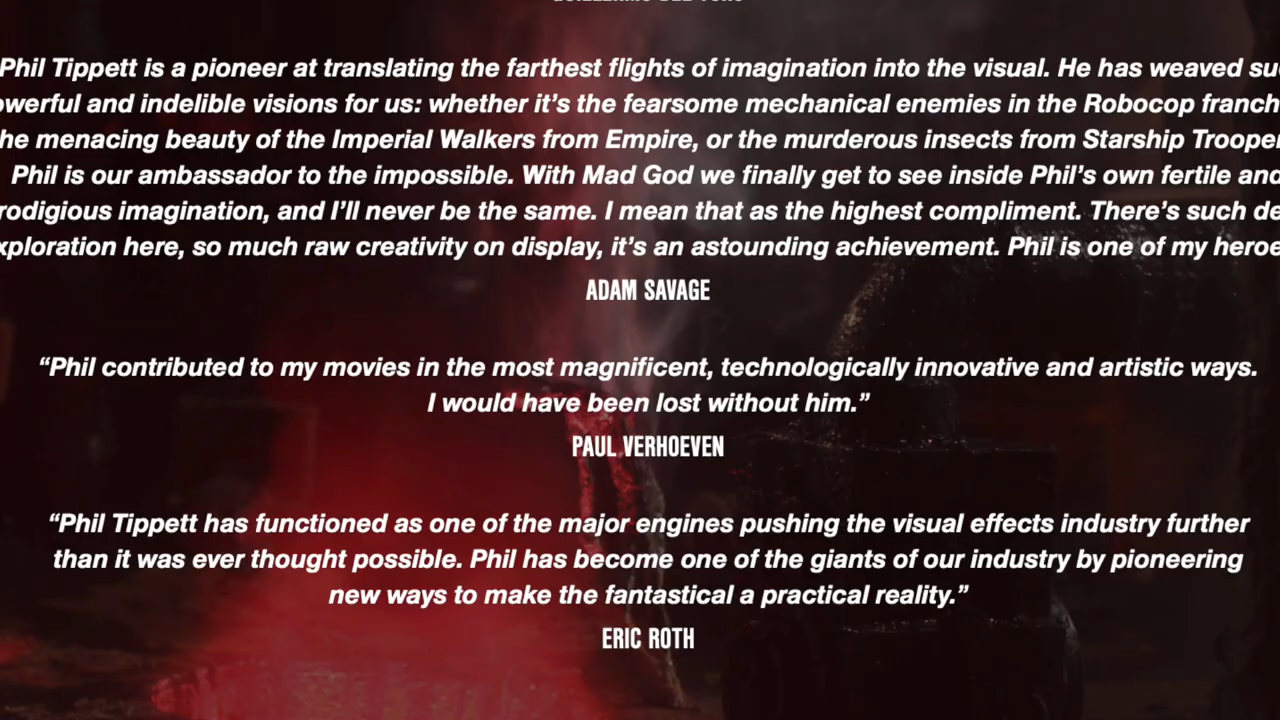 Phil Tippett is a pioneer at translating the farthest flights of imagination into the visual. He has weaved
and indelible visions for us: whether it’s the fearsome mechanical enemies in the Robocop
menacing beauty of the Imperial Walkers from Empire, or the murderous insects from Starship
Phil is our ambassador to the impossible. With Mad God we finally get to see inside Phil’s own fertile and
imagination, and I’ll never be the same. I mean that as the highest compliment. There’s such
here, so much raw creativity on display, it’s an astounding achievement. Phil is one of my
ADAM SAVAGE
“Phil contributed to my movies in the most magnificent, technologically innovative and artistic ways.
I would have been lost without him.”
PAUL VERHOEVEN
“Phil Tippett has functioned as one of the major engines pushing the visual effects industry further
than it was ever thought possible. Phil has become one of the giants of our industry by pioneering
new ways to make the fantastical a practical reality.”
ERIC ROTH